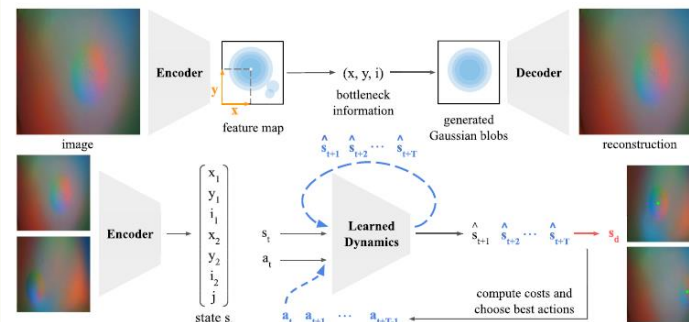 Encoder
y
x
feature map
(x, y, i)
bottleneck
information
generated
Gaussian blobs
Decoder
image
reconstruction
ŝt+1 ŝt+2 ··· ŝt+T
Encoder
x1
y1
i1
x2
y2
i2
j
state s
st
at
Learned
Dynamics
ŝt+1 ŝt+2 ··· ŝt+T
sd
compute costs and
choose best actions
at at+1 ··· at+T-1